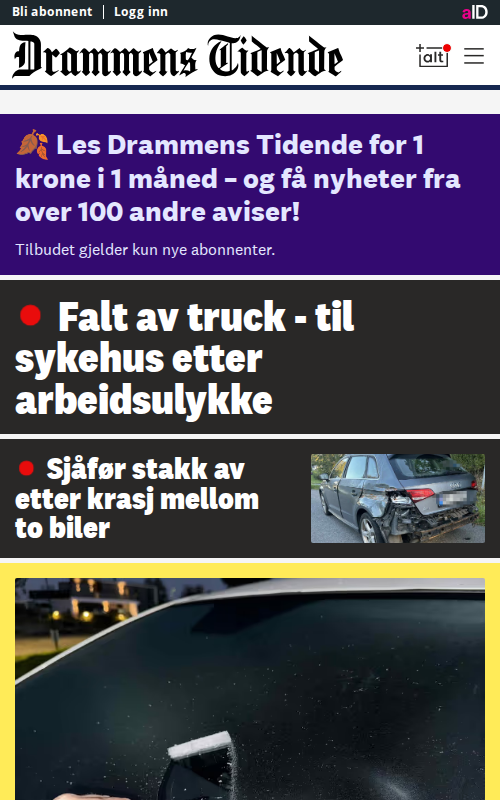 Bli abonnent | Logg inn
aID
Drammens Tidende
+alt
🍂 Les Drammens Tidende for 1
krone i 1 måned – og få nyheter fra
over 100 andre aviser!
Tilbudet gjelder kun nye abonnenter.
Falt av truck - til
sykehus etter
arbeidsulykke
Sjåfør stakk av
etter krasj mellom
to biler